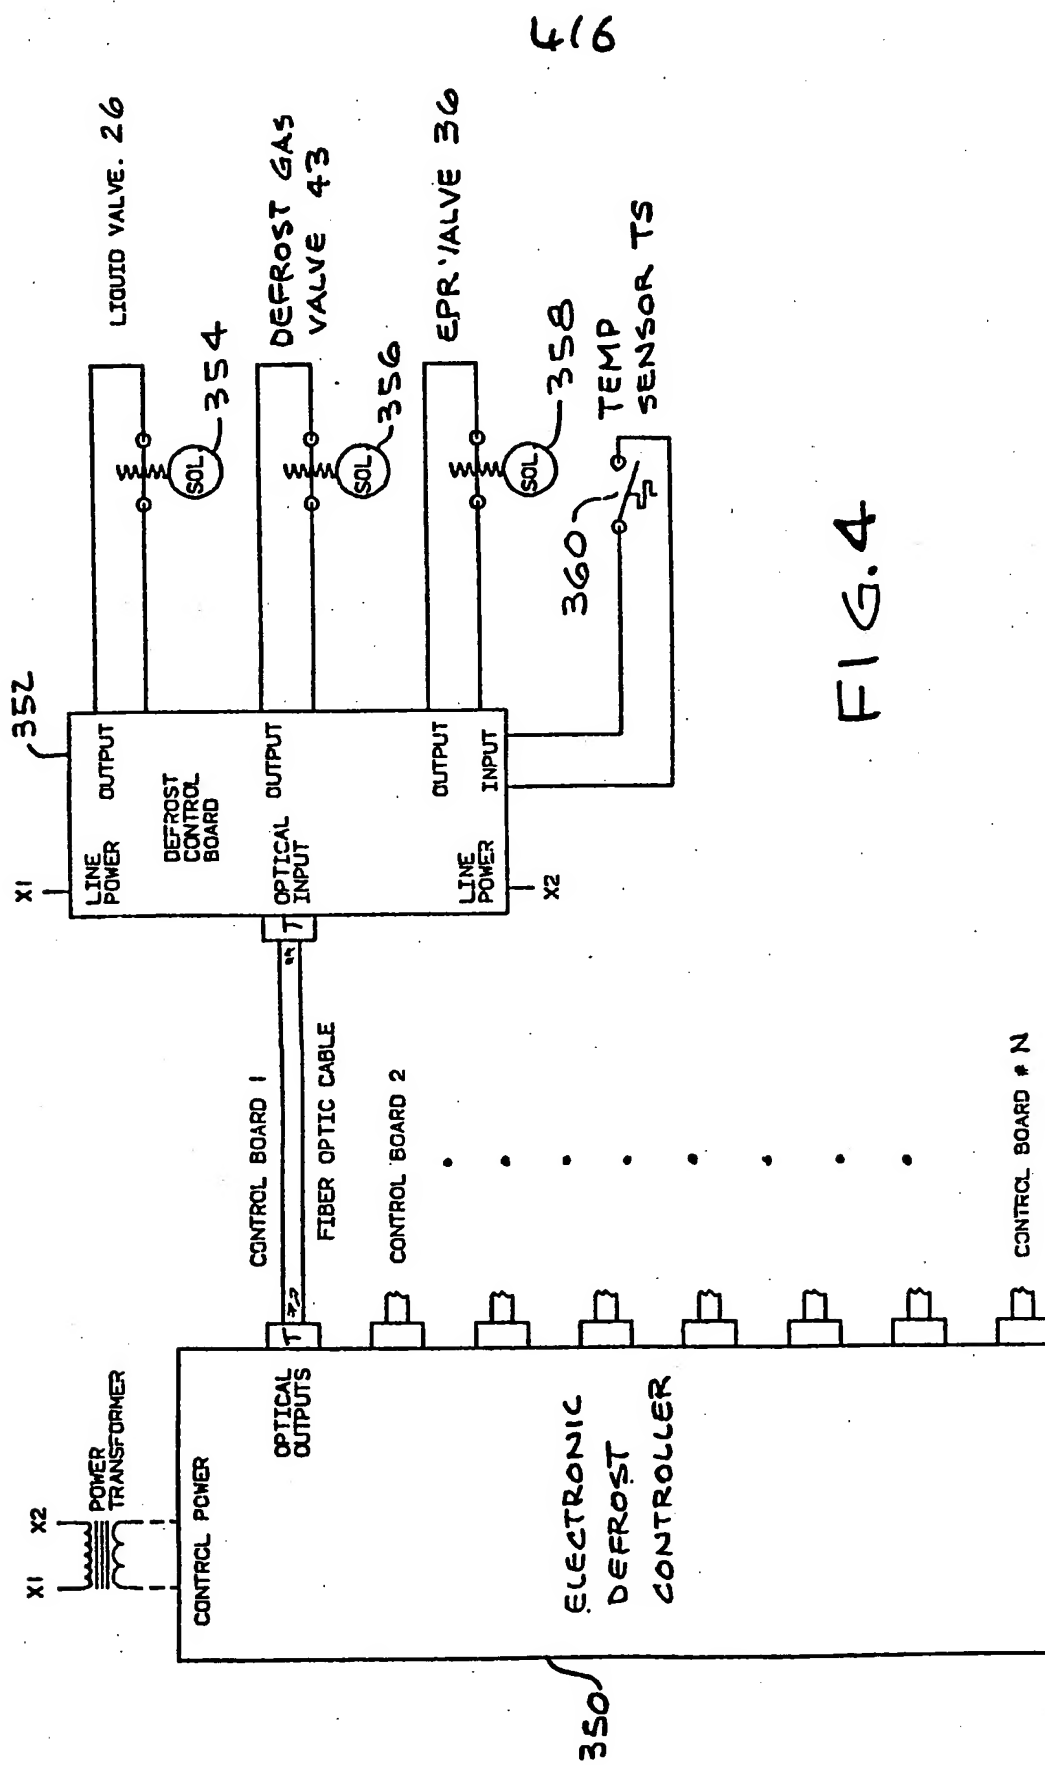 4/6
X1
X2
POWER
TRANSFORMER
CONTROL POWER
OPTICAL
OUTPUTS
T
ELECTRONIC
DEFROST
CONTROLLER
350
CONTROL BOARD 1
FIBER OPTIC CABLE
CONTROL BOARD 2
CONTROL BOARD # N
352
X1
LINE
POWER
OUTPUT
DEFROST
CONTROL
BOARD
T
OPTICAL
INPUT
OUTPUT
OUTPUT
LINE
POWER
INPUT
X2
LIQUID VALVE. 26
SOL
354
DEFROST GAS
VALVE 43
SOL
356
EPR VALVE 36
SOL
358
360
TEMP
SENSOR TS
FIG.4